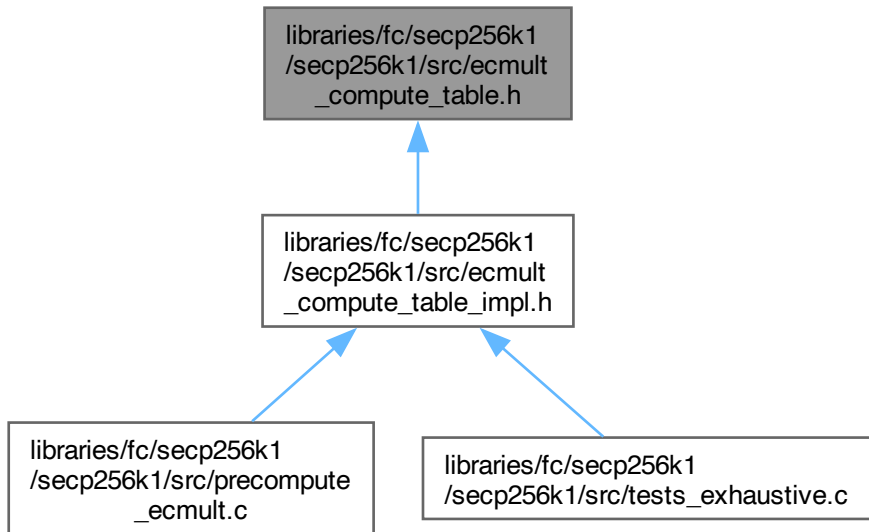 libraries/fc/secp256k1
/secp256k1/src/ecmult
_compute_table.h
libraries/fc/secp256k1
/secp256k1/src/ecmult
_compute_table_impl.h
libraries/fc/secp256k1
/secp256k1/src/precompute
_ecmult.c
libraries/fc/secp256k1
/secp256k1/src/tests_exhaustive.c